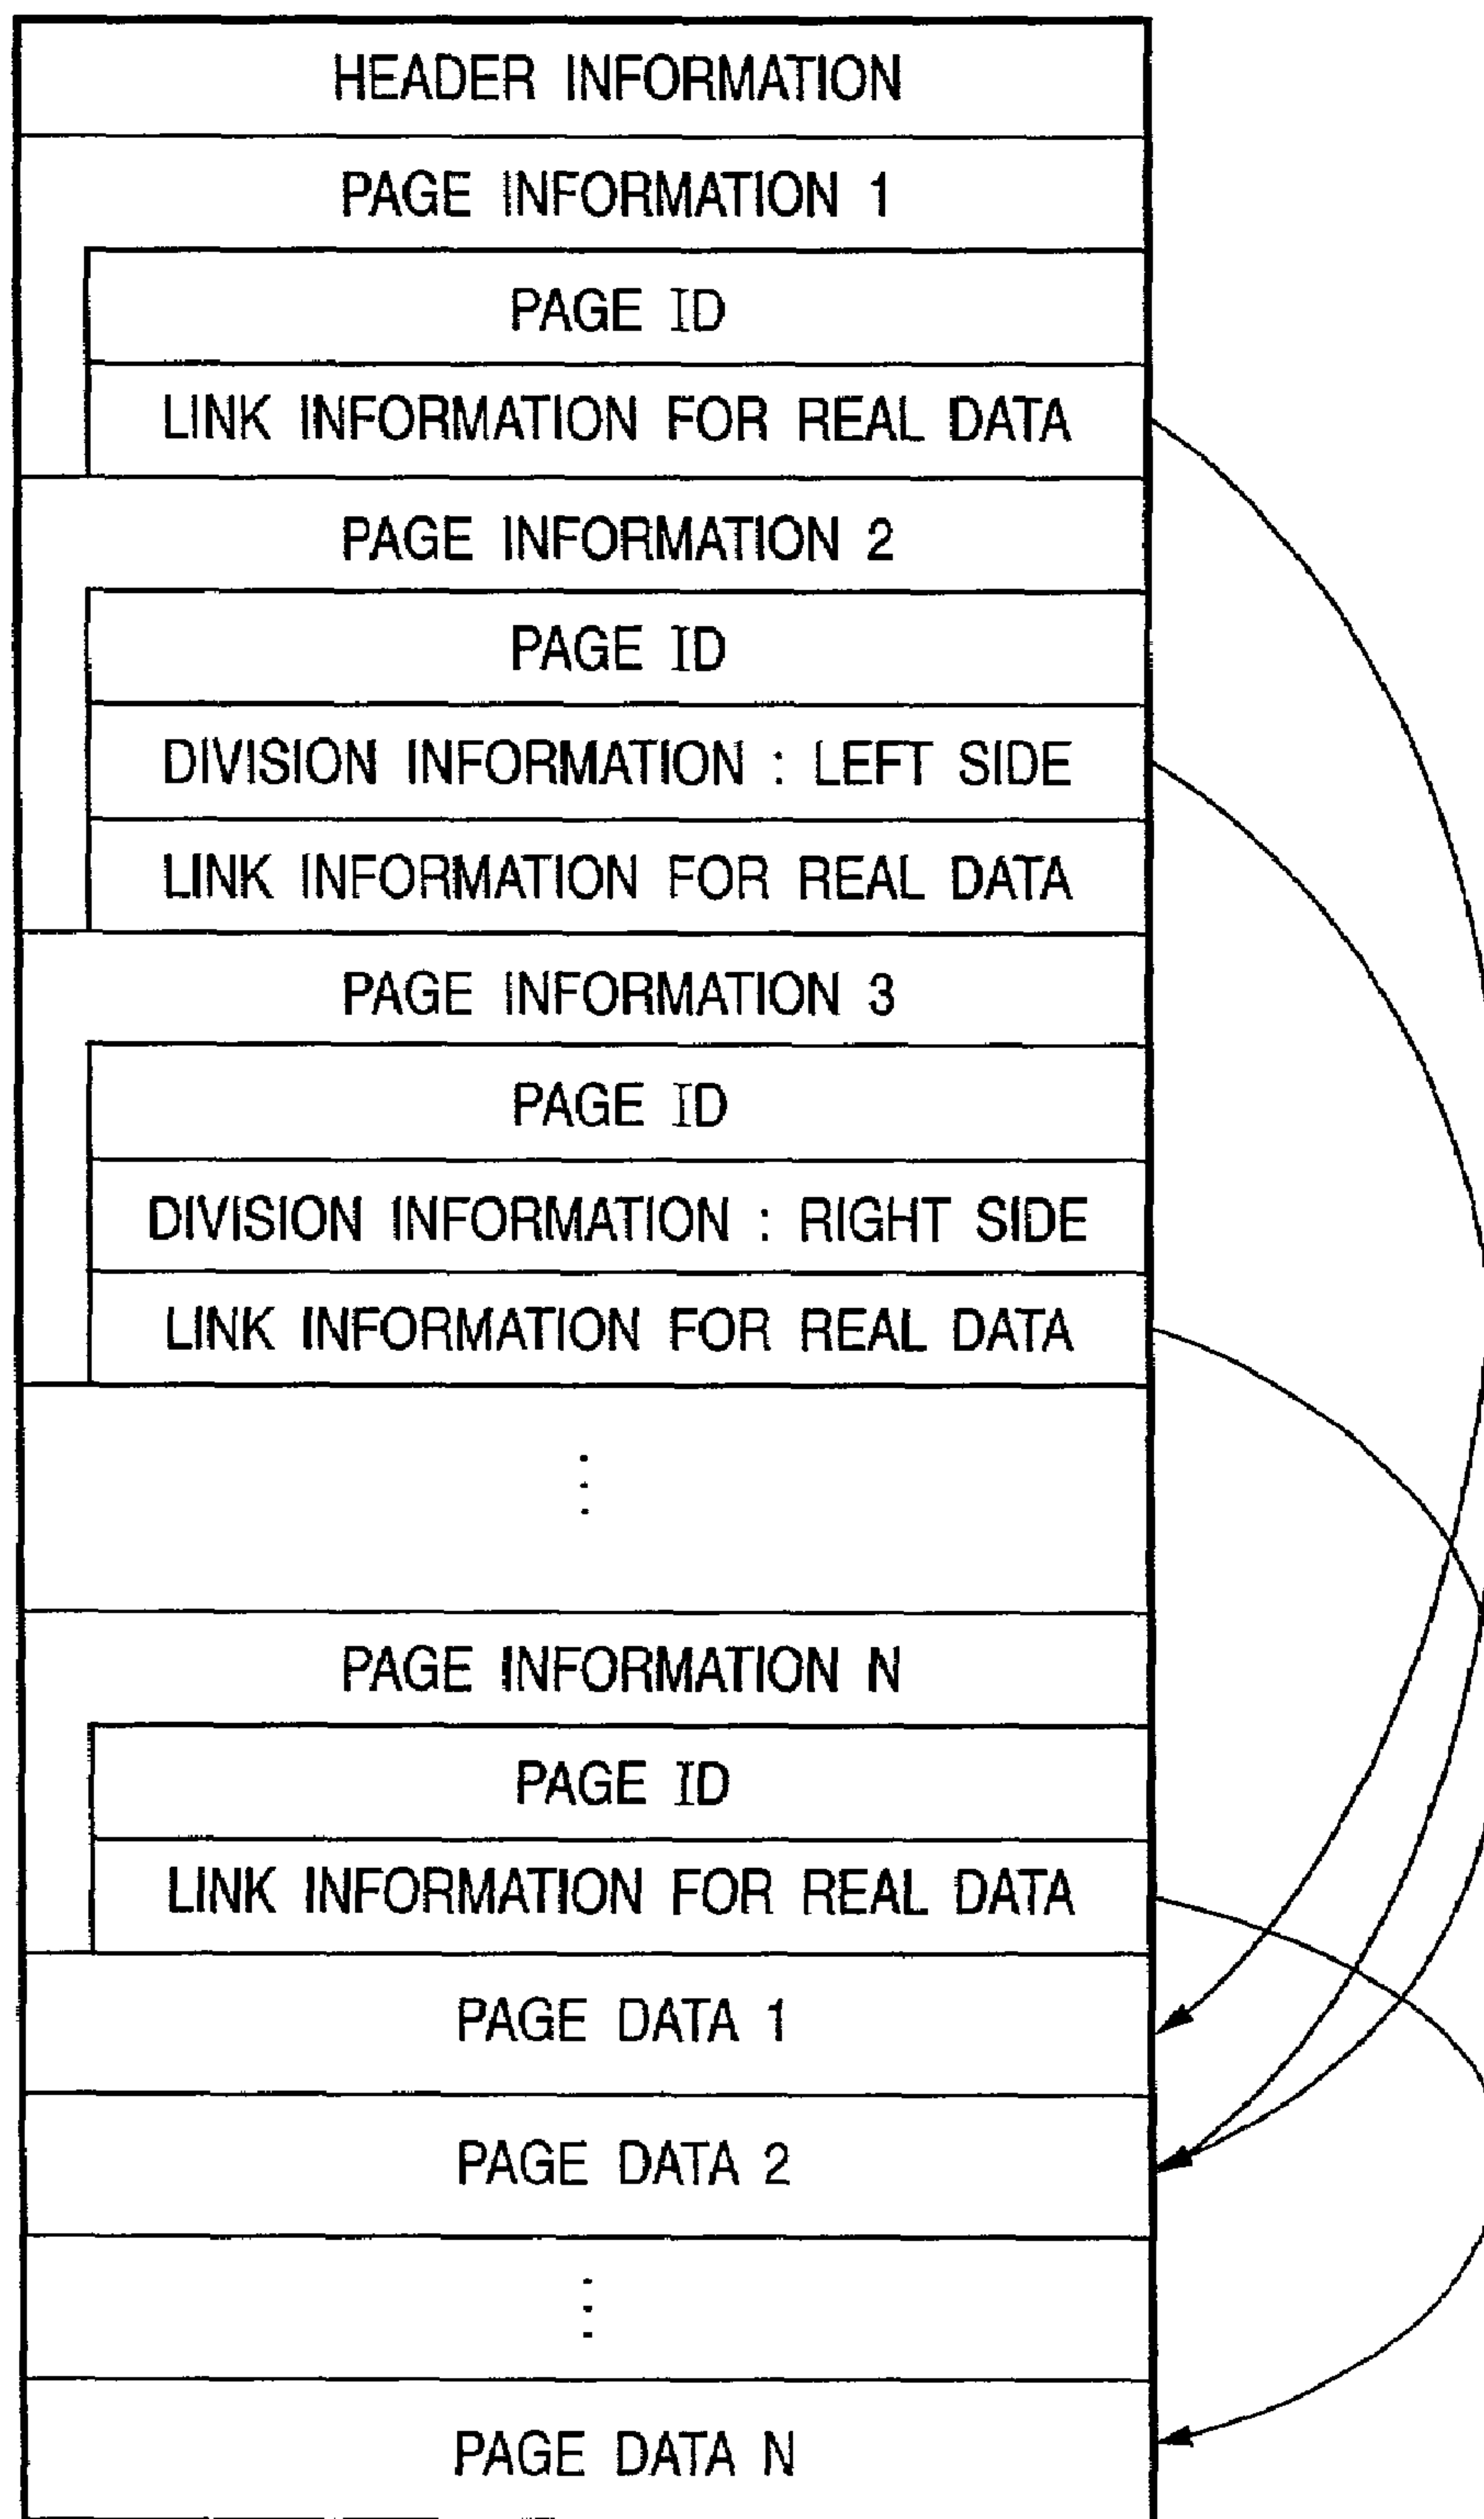 HEADER INFORMATION
PAGE INFORMATION 1
PAGE ID
LINK INFORMATION FOR REAL DATA
PAGE INFORMATION 2
PAGE ID
DIVISION INFORMATION : LEFT SIDE
LINK INFORMATION FOR REAL DATA
PAGE INFORMATION 3
PAGE ID
DIVISION INFORMATION : RIGHT SIDE
LINK INFORMATION FOR REAL DATA
PAGE INFORMATION N
PAGE ID
LINK INFORMATION FOR REAL DATA
PAGE DATA 1
PAGE DATA 2
PAGE DATA N